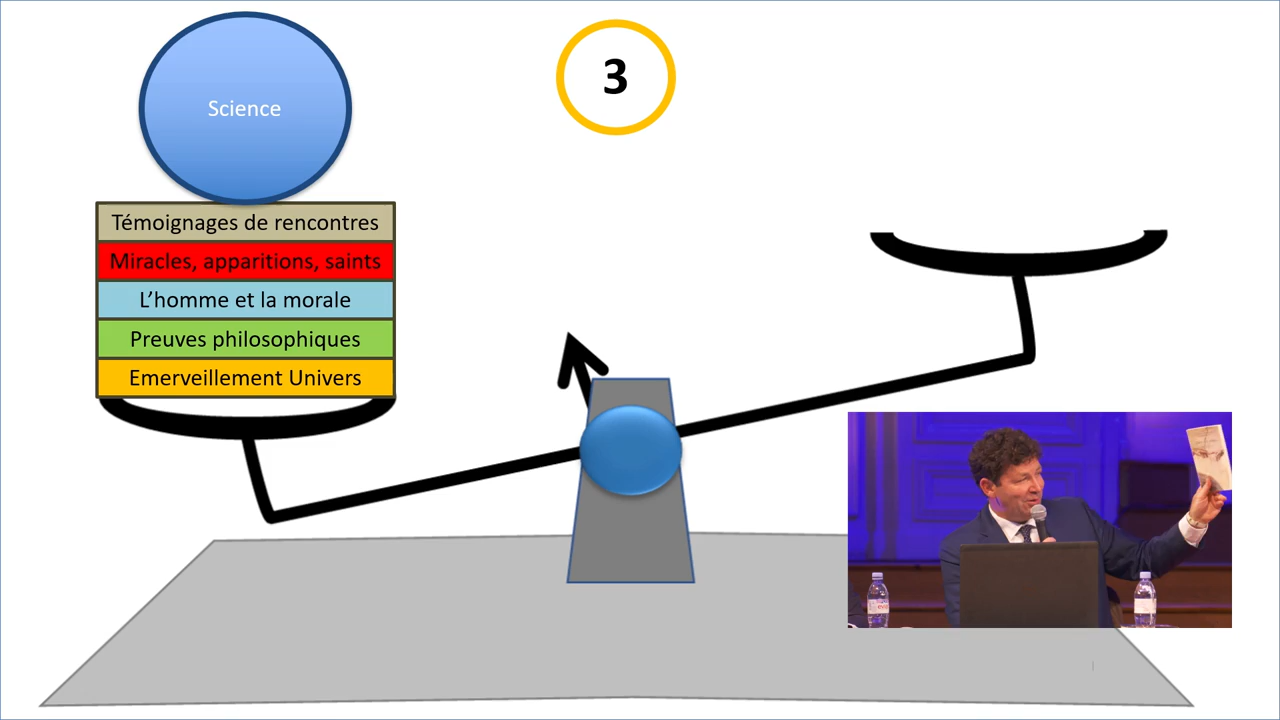 3
Science
Témoignages de rencontres
Miracles, apparitions, saints
L’homme et la morale
Preuves philosophiques
Emerveillement Univers